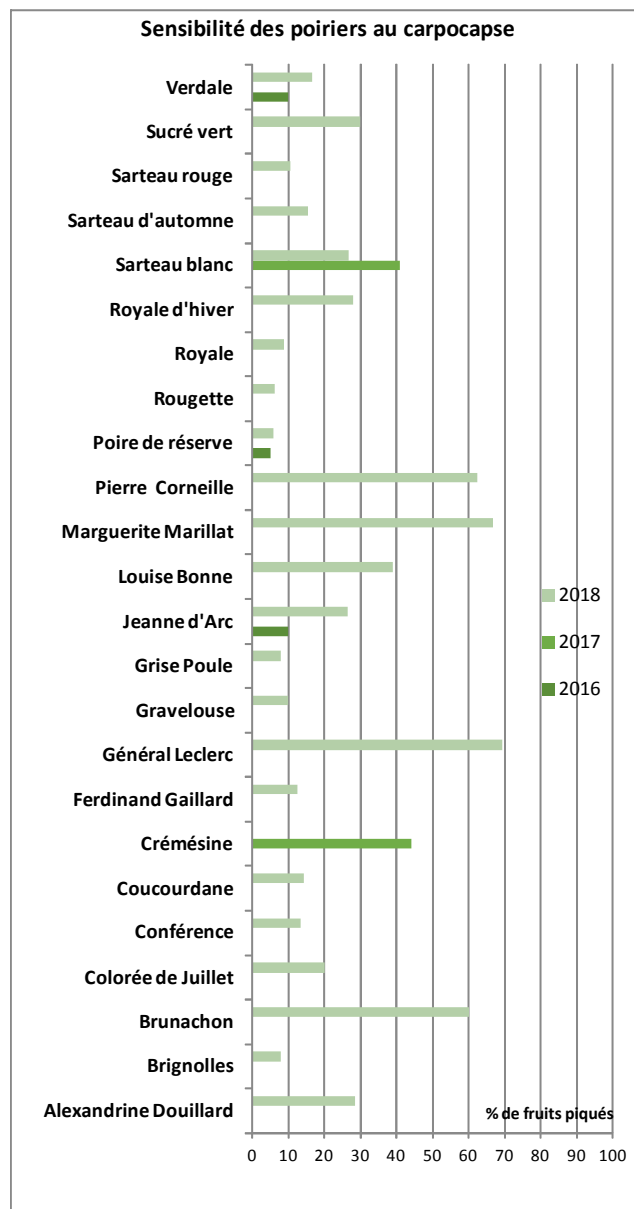 Sensibilité des poiriers au carpocapse
Verdale
Sucré vert
Sarteau rouge
Sarteau d'automne
Sarteau blanc
Royale d'hiver
Royale
Rougette
Poire de réserve
Pierre Corneille
Marguerite Marillat
Louise Bonne
Jeanne d'Arc
Grise Poule
Gravelouse
Général Leclerc
Ferdinand Gaillard
Crémésine
Coucourdane
Conférence
Colorée de Juillet
Brunachon
Brignolles
Alexandrine Douillard
2018
2017
2016
% de fruits piqués
0 10 20 30 40 50 60 70 80 90 100